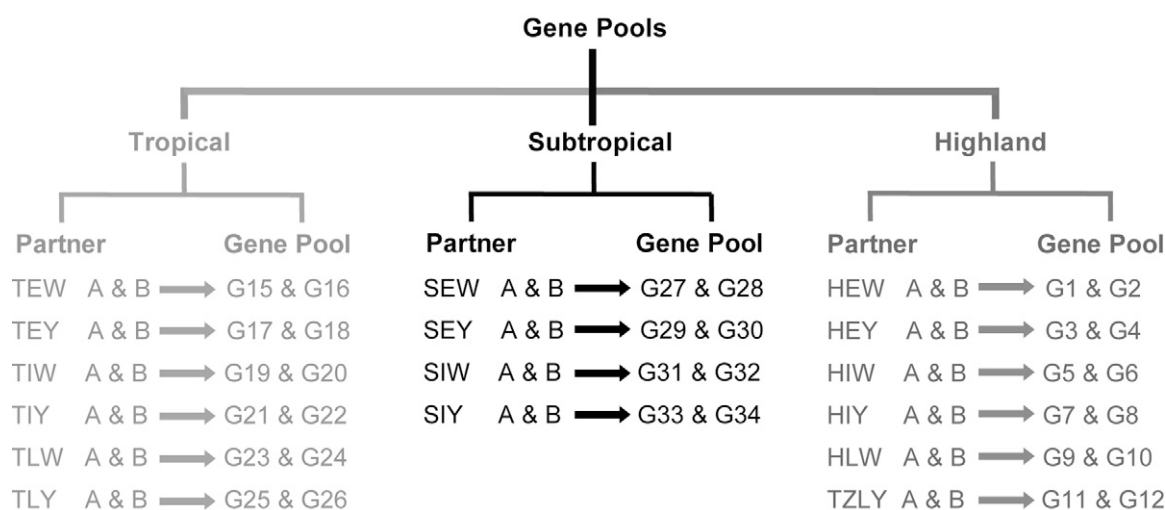 Gene Pools
Tropical Subtropical Highland
Partner Gene Pool Partner Gene Pool Partner Gene Pool
TEW A & B G15 & G16 SEW A & B G27 & G28 HEW A & B G1 & G2
TEY A & B G17 & G18 SEY A & B G29 & G30 HEY A & B G3 & G4
TIW A & B G19 & G20 SIW A & B G31 & G32 HIW A & B G5 & G6
TIY A & B G21 & G22 SIY A & B G33 & G34 HIY A & B G7 & G8
TLW A & B G23 & G24 HLW A & B G9 & G10
TLY A & B G25 & G26 TZLY A & B G11 & G12